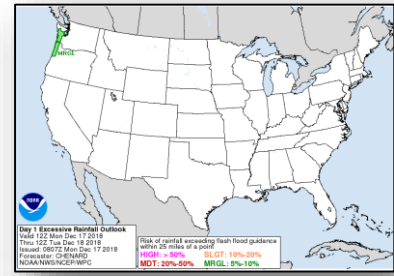 MRGL
noaa
Day 1 Excessive Rainfall Outlook
Valid 12Z Mon Dec 17 2018
Thru 12Z Tue Dec 18 2018
Issued: 0807Z Mon Dec 17 2018
Forecaster: CHENARD
NOAA/NWS/NCEP/WPC
Risk of rainfall exceeding flash flood guidance
within 25 miles of a point
HIGH: > 50% SLGT: 10%-20%
MDT: 20%-50% MRGL: 5%-10%